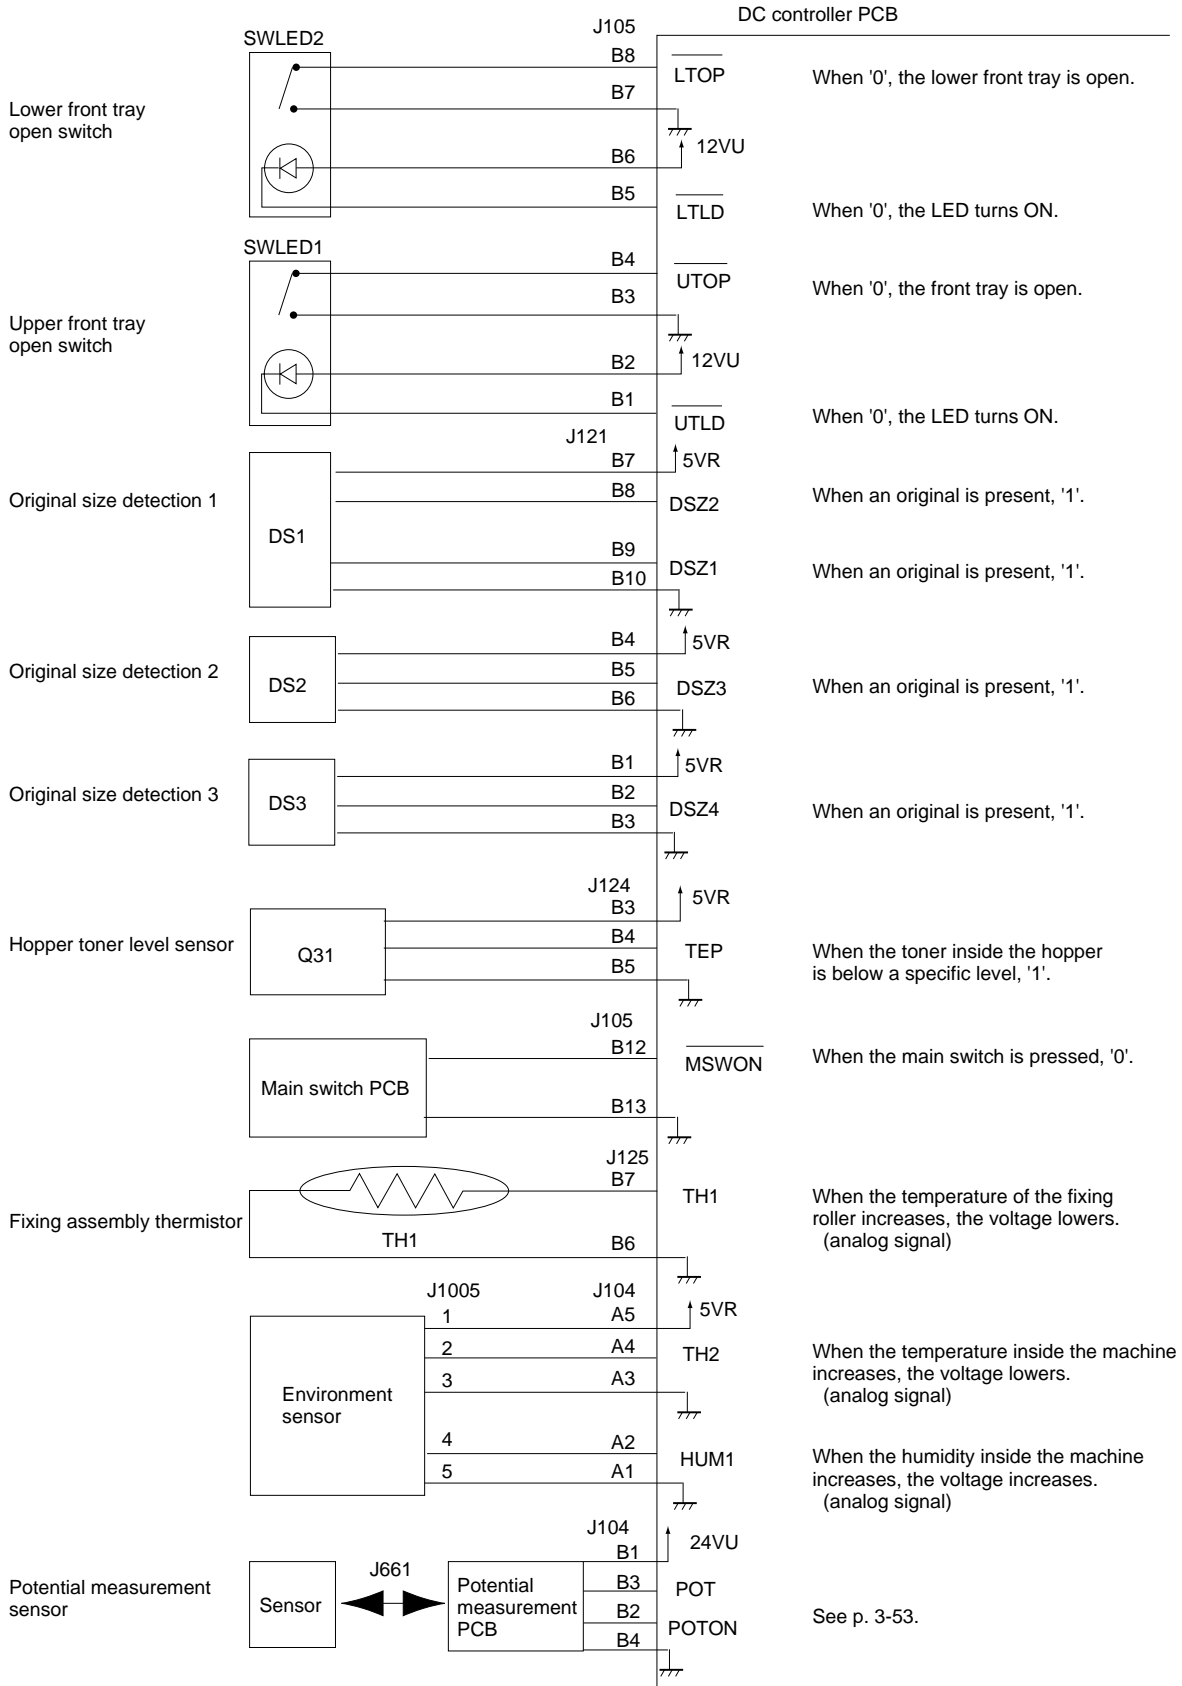 DC controller PCB
J105
SWLED2
B8
LTOP
When '0', the lower front tray is open.
B7
Lower front tray
open switch
12VU
B6
B5
LTLD
When '0', the LED turns ON.
SWLED1
B4
UTOP
When '0', the front tray is open.
B3
Upper front tray
open switch
B2
12VU
B1
UTLD
When '0', the LED turns ON.
J121
B7
5VR
Original size detection 1
DS1
B8
DSZ2
When an original is present, '1'.
B9
DSZ1
When an original is present, '1'.
B10
B4
5VR
Original size detection 2
DS2
B5
DSZ3
When an original is present, '1'.
B6
B1
5VR
Original size detection 3
DS3
B2
DSZ4
When an original is present, '1'.
B3
J124
B3
5VR
Hopper toner level sensor
Q31
B4
TEP
When the toner inside the hopper
is below a specific level, '1'.
B5
J105
B12
MSWON
When the main switch is pressed, '0'.
Main switch PCB
B13
J125
B7
TH1
When the temperature of the fixing
roller increases, the voltage lowers.
(analog signal)
Fixing assembly thermistor
TH1
B6
J1005
J104
1
A5
5VR
2
A4
TH2
When the temperature inside the machine
increases, the voltage lowers.
(analog signal)
3
A3
Environment
sensor
4
A2
HUM1
When the humidity inside the machine
increases, the voltage increases.
(analog signal)
5
A1
J104
24VU
B1
Potential measurement
sensor
Sensor
J661
Potential
measurement
PCB
B3
POT
B2
POTON
See p. 3-53.
B4